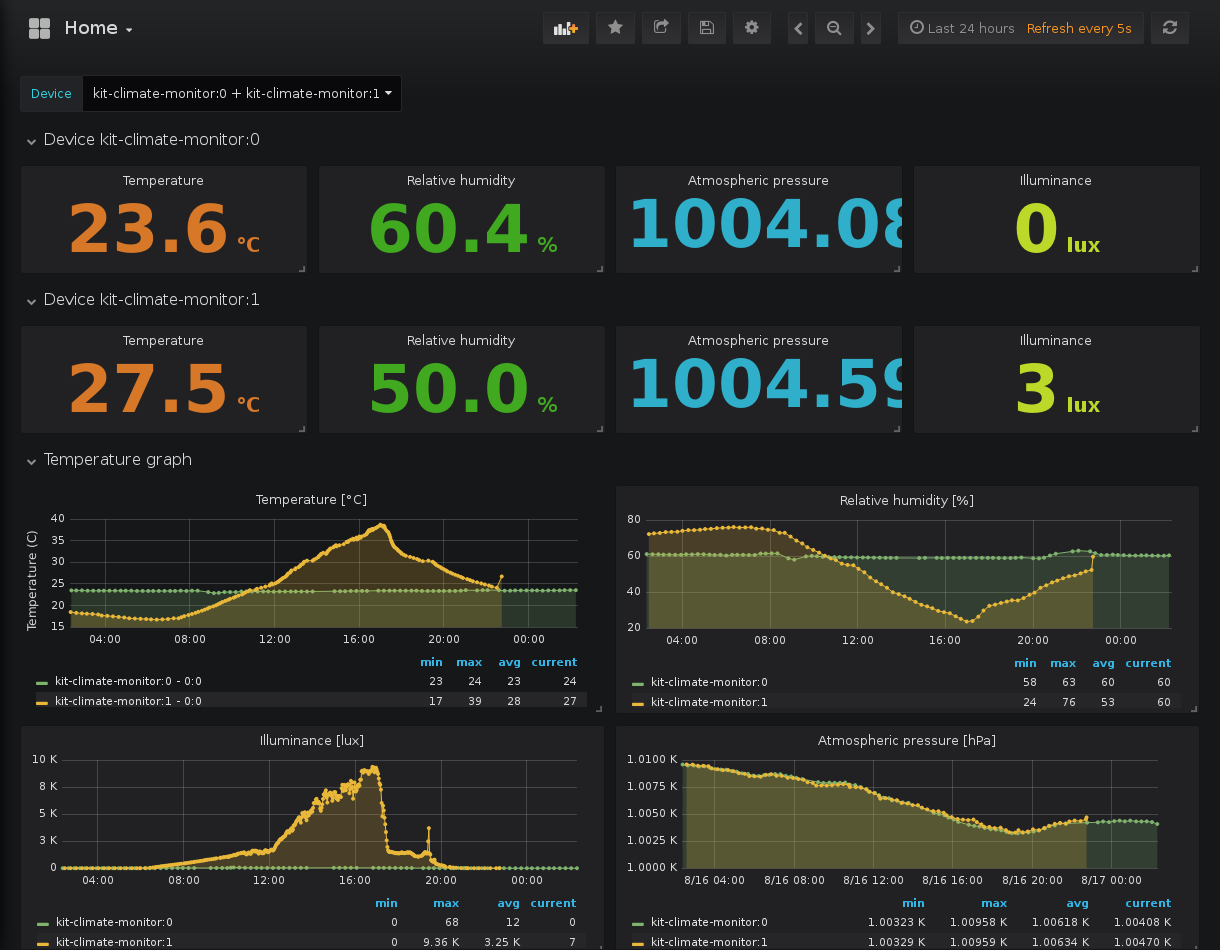 Home
Last 24 hours Refresh every 5s
Device kit-climate-monitor:0 + kit-climate-monitor:1
Device kit-climate-monitor:0
Temperature Relative humidity Atmospheric pressure Illuminance
23.6 °C 60.4 % 1004.08 0 lux
Device kit-climate-monitor:1
Temperature Relative humidity Atmospheric pressure Illuminance
27.5 °C 50.0 % 1004.59 3 lux
Temperature graph
Temperature [°C]
Temperature (C)
40
35
30
25
20
15
04:00 08:00 12:00 16:00 20:00 00:00
min max avg current
kit-climate-monitor:0 - 0:0 23 24 23 24
kit-climate-monitor:1 - 0:0 17 39 28 27
Relative humidity [%]
80
60
40
20
04:00 08:00 12:00 16:00 20:00 00:00
min max avg current
kit-climate-monitor:0 58 63 60 60
kit-climate-monitor:1 24 76 53 60
Illuminance [lux]
10 K
8 K
5 K
3 K
0
04:00 08:00 12:00 16:00 20:00 00:00
min max avg current
kit-climate-monitor:0 0 68 12 0
kit-climate-monitor:1 0 9.36 K 3.25 K 7
Atmospheric pressure [hPa]
1.0100 K
1.0075 K
1.0050 K
1.0025 K
1.0000 K
8/16 04:00 8/16 08:00 8/16 12:00 8/16 16:00 8/16 20:00 8/17 00:00
min max avg current
kit-climate-monitor:0 1.00323 K 1.00958 K 1.00618 K 1.00408 K
kit-climate-monitor:1 1.00329 K 1.00959 K 1.00634 K 1.00470 K